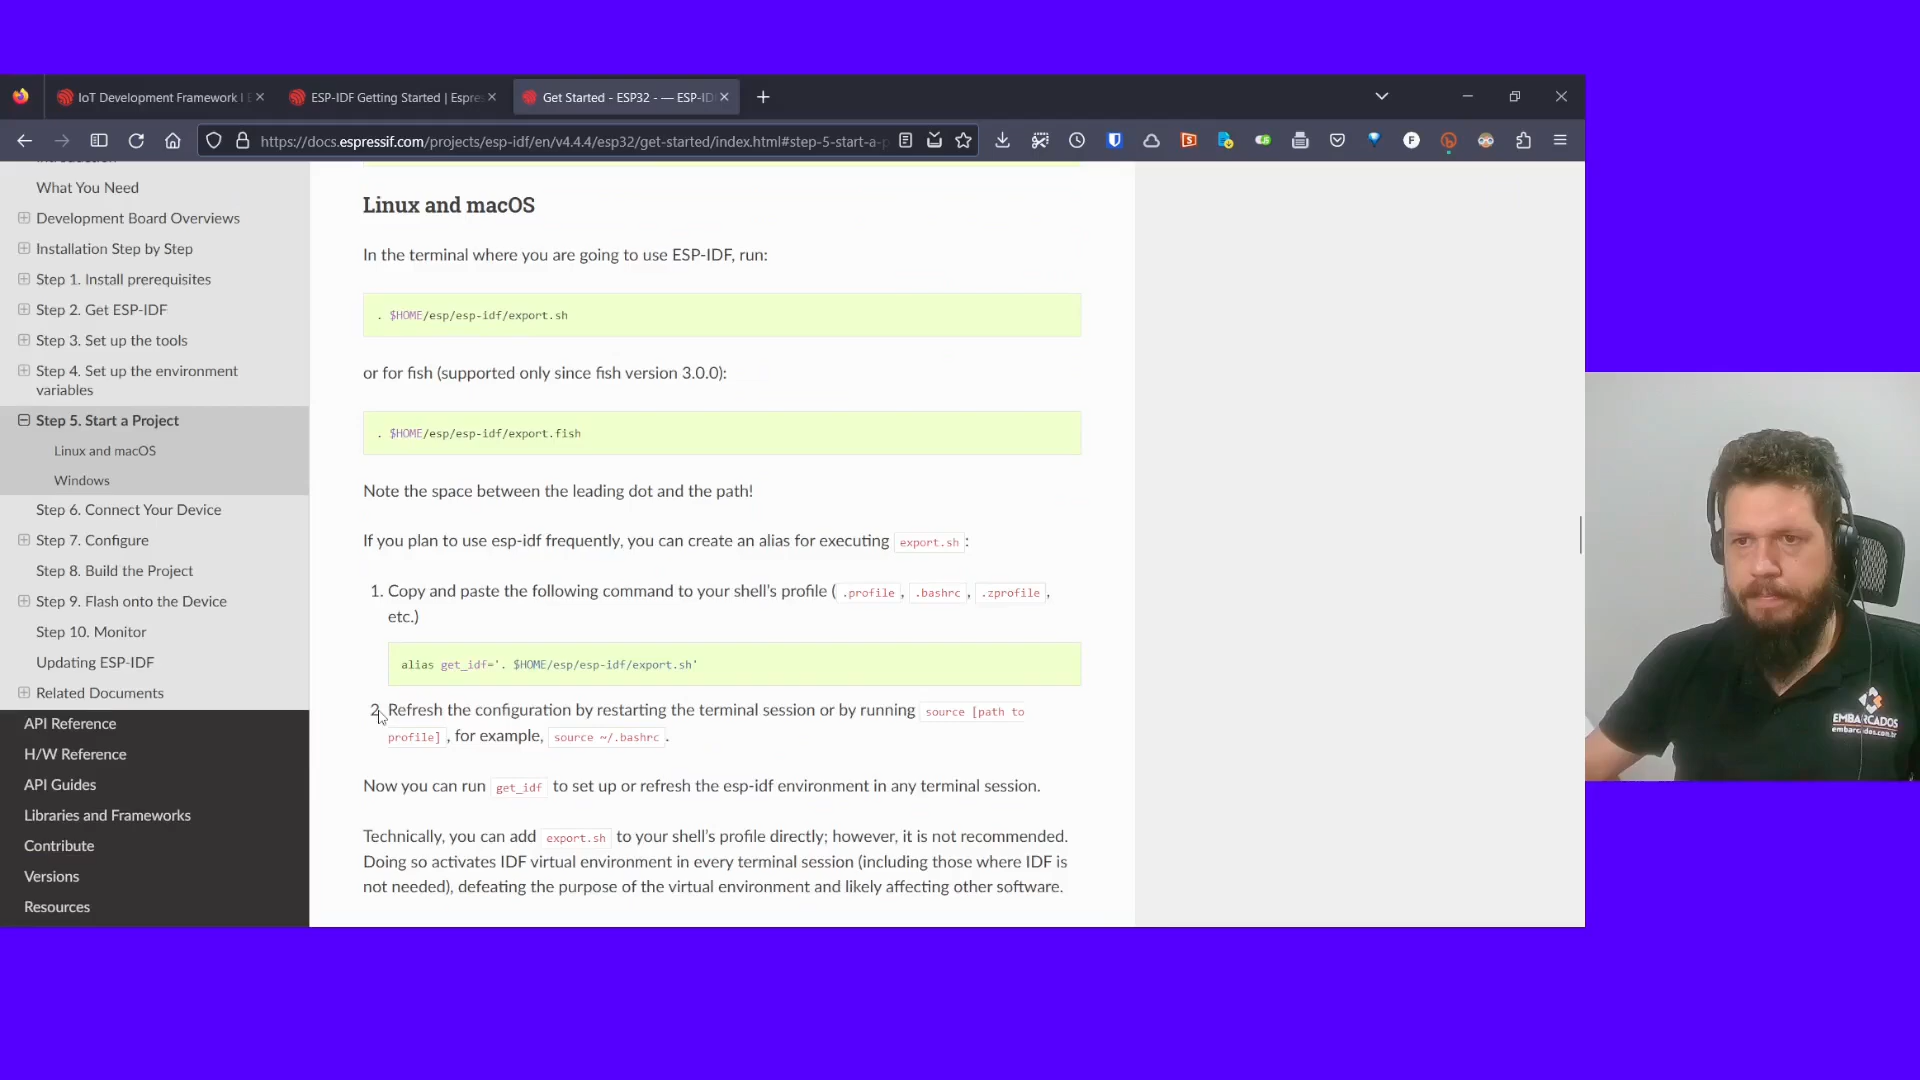 IoT Development Framework | E
ESP-IDF Getting Started | Espres
Get Started - ESP32 - — ESP-ID
https://docs.espressif.com/projects/esp-idf/en/v4.4.4/esp32/get-started/index.html#step-5-start-a-p
Introduction
What You Need
Development Board Overviews
Installation Step by Step
Step 1. Install prerequisites
Step 2. Get ESP-IDF
Step 3. Set up the tools
Step 4. Set up the environment
variables
Step 5. Start a Project
Linux and macOS
Windows
Step 6. Connect Your Device
Step 7. Configure
Step 8. Build the Project
Step 9. Flash onto the Device
Step 10. Monitor
Updating ESP-IDF
Related Documents
API Reference
H/W Reference
API Guides
Libraries and Frameworks
Contribute
Versions
Resources
Linux and macOS
In the terminal where you are going to use ESP-IDF, run:
. $HOME/esp/esp-idf/export.sh
or for fish (supported only since fish version 3.0.0):
. $HOME/esp/esp-idf/export.fish
Note the space between the leading dot and the path!
If you plan to use esp-idf frequently, you can create an alias for executing export.sh:
1. Copy and paste the following command to your shell's profile ( .profile , .bashrc , .zprofile ,
etc.)
alias get_idf='. $HOME/esp/esp-idf/export.sh'
2. Refresh the configuration by restarting the terminal session or by running source [path to
profile] , for example, source ~/.bashrc .
Now you can run get_idf to set up or refresh the esp-idf environment in any terminal session.
Technically, you can add export.sh to your shell's profile directly; however, it is not recommended.
Doing so activates IDF virtual environment in every terminal session (including those where IDF is
not needed), defeating the purpose of the virtual environment and likely affecting other software.
EMBARCADOS
embarcados.com.br